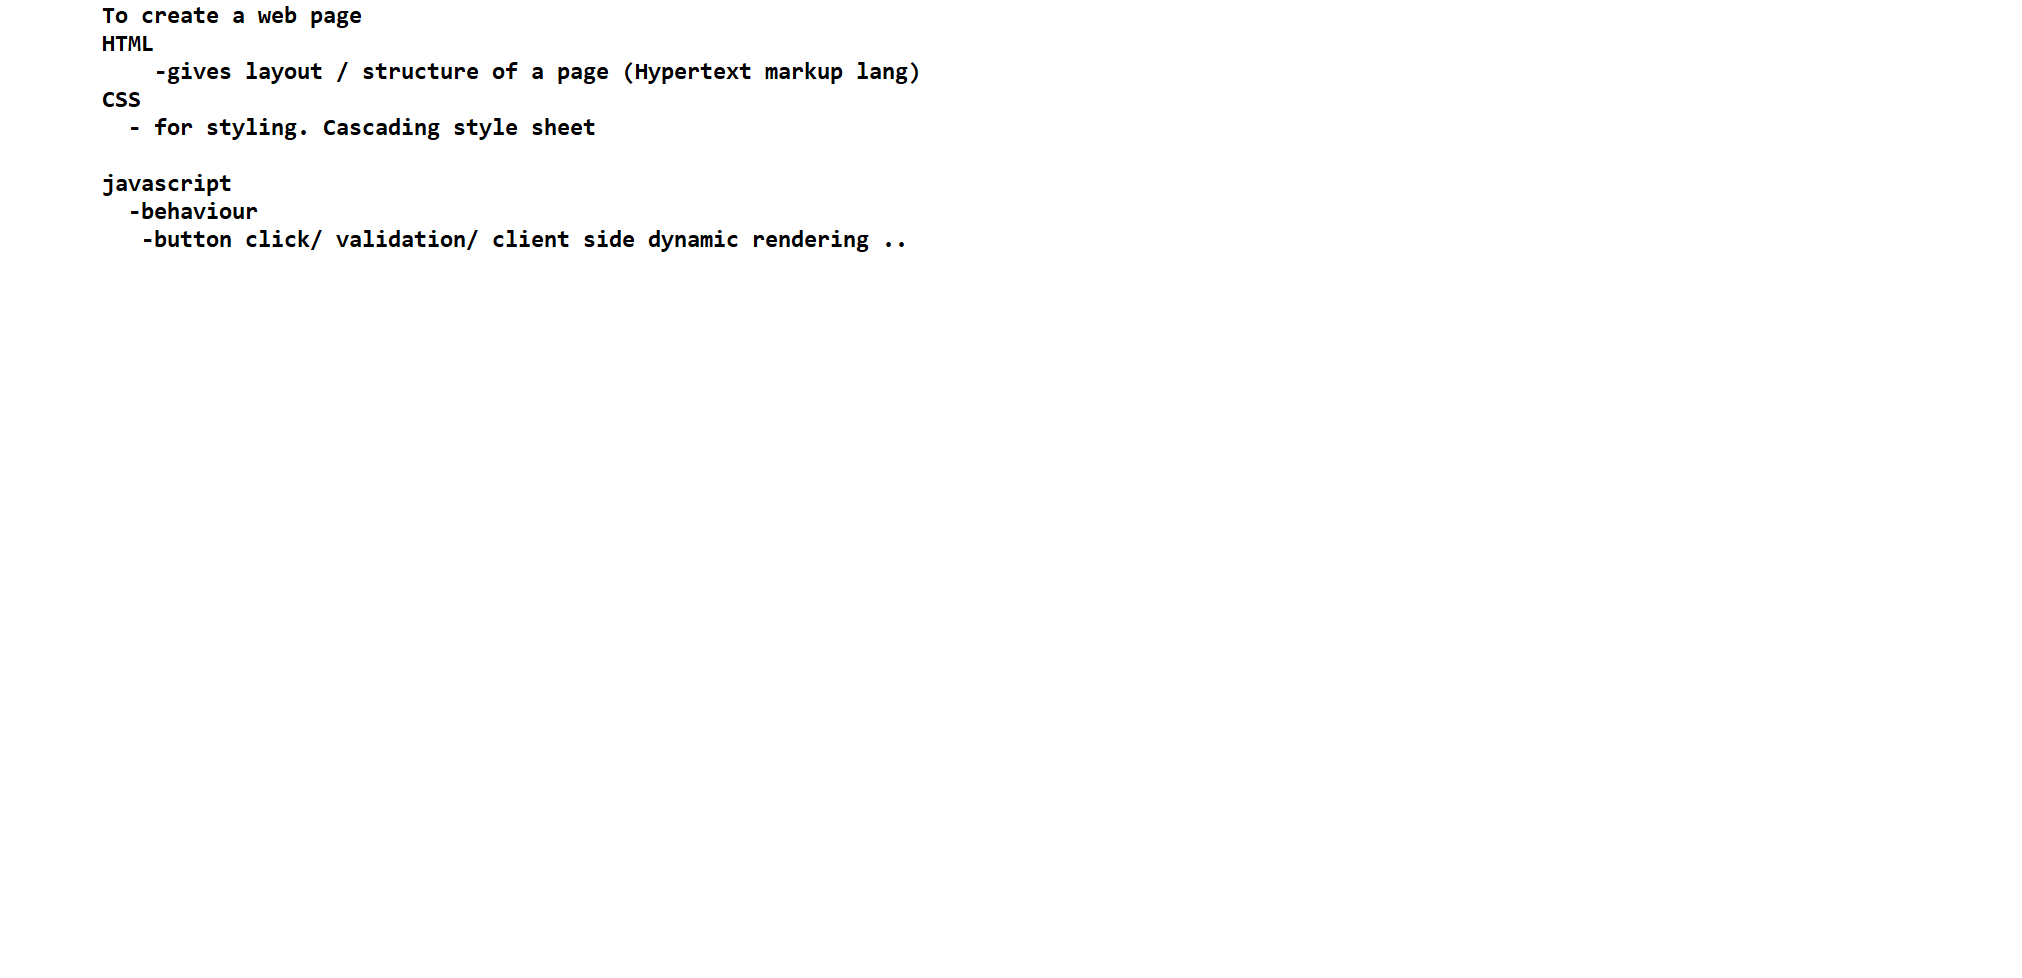 To create a web page
HTML
-gives layout / structure of a page (Hypertext markup lang)
CSS
- for styling. Cascading style sheet
javascript
-behaviour
-button click/ validation/ client side dynamic rendering ..